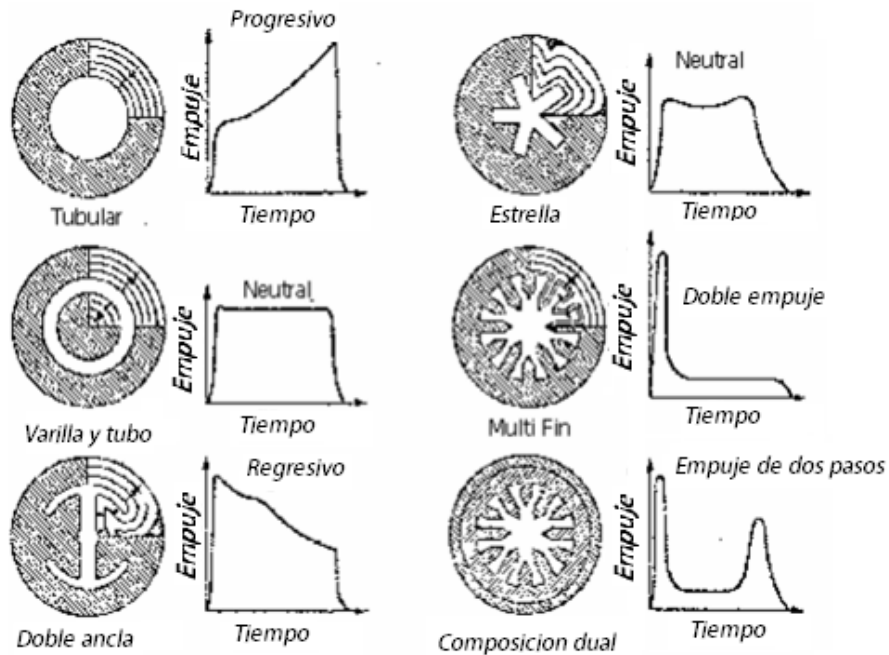 Progresivo
Empuje
Tiempo
Tubular
Neutral
Empuje
Tiempo
Estrella
Neutral
Empuje
Tiempo
Varilla y tubo
Doble empuje
Empuje
Tiempo
Multi Fin
Regresivo
Empuje
Tiempo
Doble ancla
Empuje de dos pasos
Empuje
Tiempo
Composicion dual